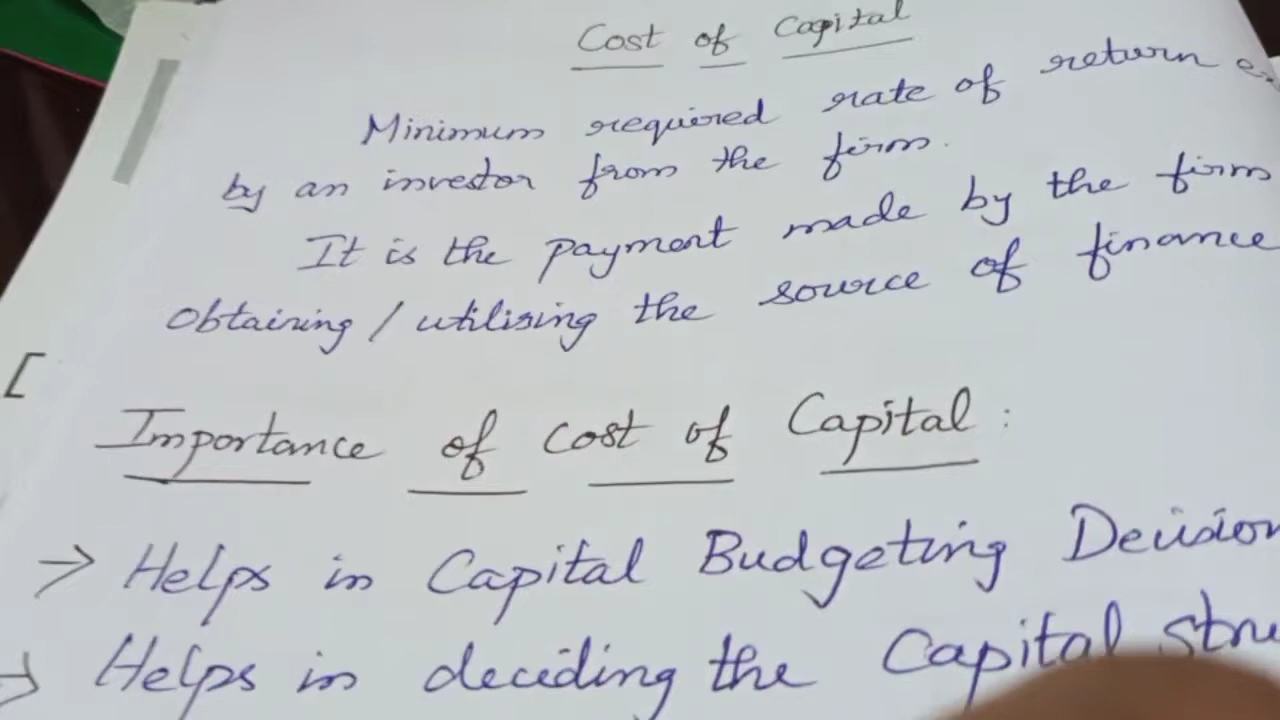 Cost of Capital
Minimum required rate of return
by an investor from the firm.
It is the payment made by the firm
Obtaining / utilising the source of finance
[
Importance of Cost of Capital :
→ Helps in Capital Budgeting Decision
→ Helps in deciding the Capital